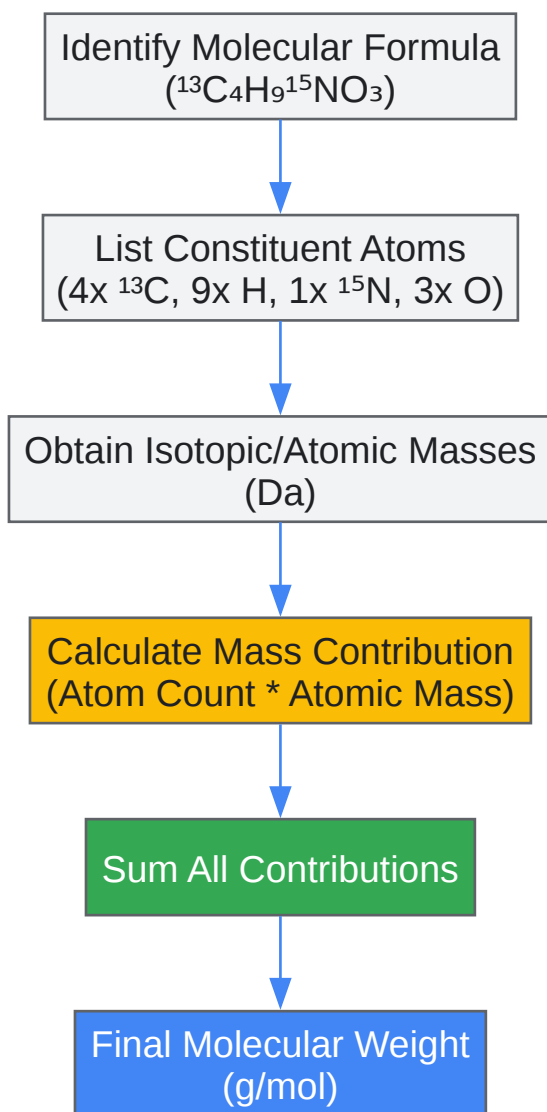 Identify Molecular Formula
(¹³C₄H₉¹⁵NO₃)
List Constituent Atoms
(4x ¹³C, 9x H, 1x ¹⁵N, 3x O)
Obtain Isotopic/Atomic Masses
(Da)
Calculate Mass Contribution
(Atom Count * Atomic Mass)
Sum All Contributions
Final Molecular Weight
(g/mol)